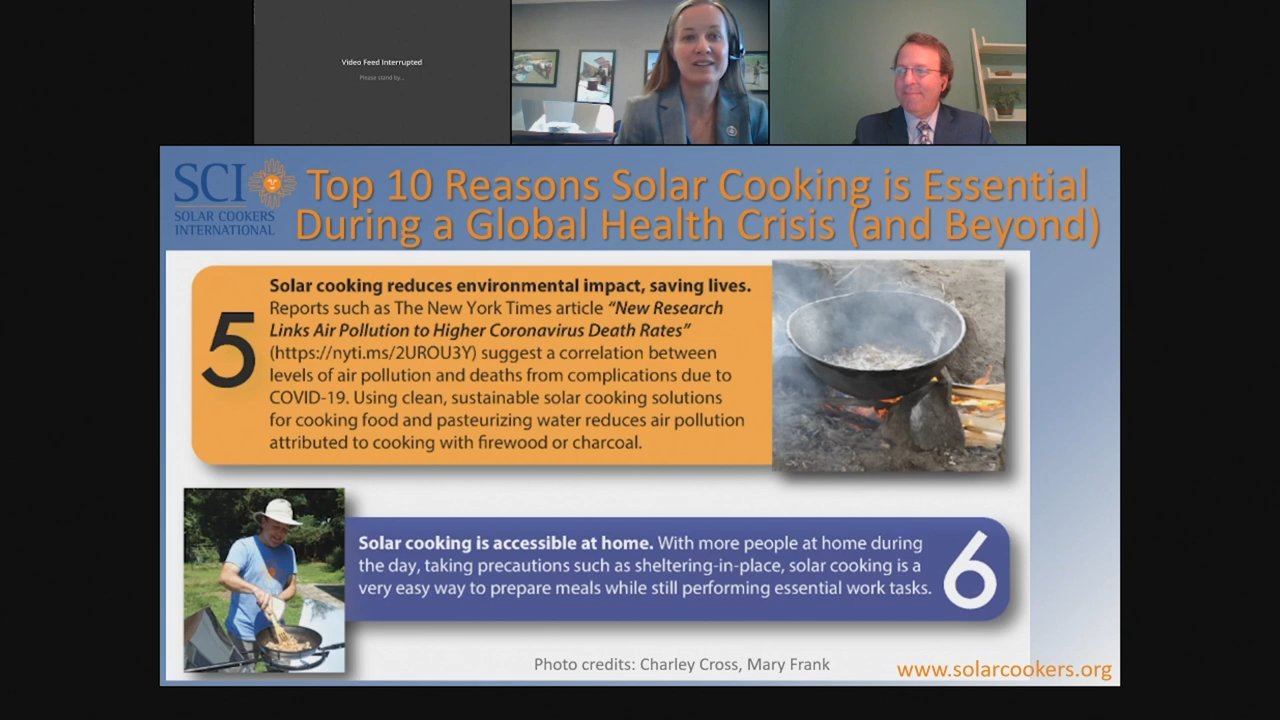 Video Feed Interrupted
Please stand by...
SCI
SOLAR COOKERS
INTERNATIONAL
Top 10 Reasons Solar Cooking is Essential
During a Global Health Crisis (and Beyond)
5
Solar cooking reduces environmental impact, saving lives.
Reports such as The New York Times article “New Research
Links Air Pollution to Higher Coronavirus Death Rates”
(https://nyti.ms/2UROU3Y) suggest a correlation between
levels of air pollution and deaths from complications due to
COVID-19. Using clean, sustainable solar cooking solutions
for cooking food and pasteurizing water reduces air pollution
attributed to cooking with firewood or charcoal.
Solar cooking is accessible at home. With more people at home during
the day, taking precautions such as sheltering-in-place, solar cooking is a
very easy way to prepare meals while still performing essential work tasks.
6
Photo credits: Charley Cross, Mary Frank
www.solarcookers.org